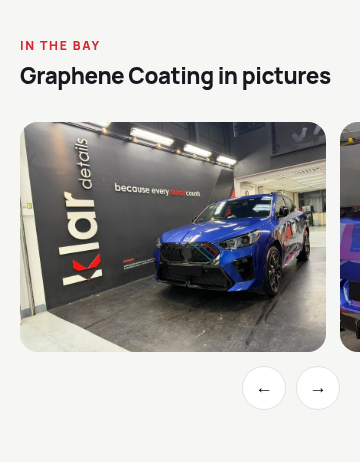 IN THE BAY
Graphene Coating in pictures
klar details
because every detail counts
← →